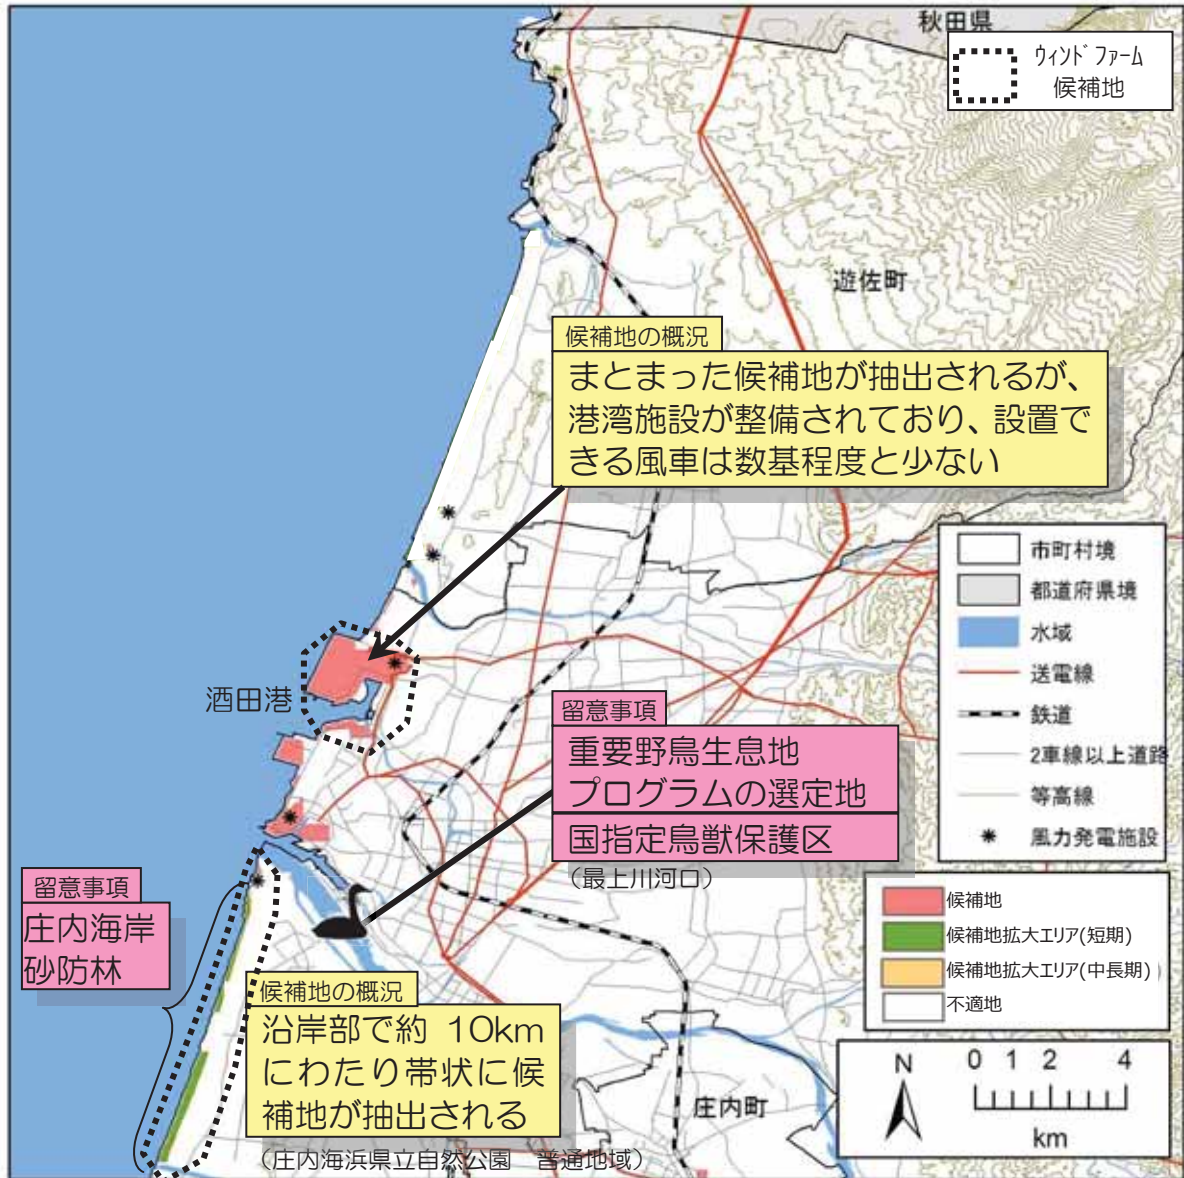 秋田県
ウィンドファーム
候補地
遊佐町
候補地の概況
まとまった候補地が抽出されるが、
港湾施設が整備されており、設置で
きる風車は数基程度と少ない
市町村境
都道府県境
水域
送電線
鉄道
2車線以上道路
等高線
風力発電施設
酒田港
留意事項
重要野鳥生息地
プログラムの選定地
国指定鳥獣保護区
(最上川河口)
留意事項
庄内海岸
砂防林
候補地
候補地拡大エリア(短期)
候補地拡大エリア(中長期)
不適地
候補地の概況
沿岸部で約 10km
にわたり帯状に候
補地が抽出される
(庄内海浜県立自然公園 普通地域)
庄内町
N
0 1 2 4
km